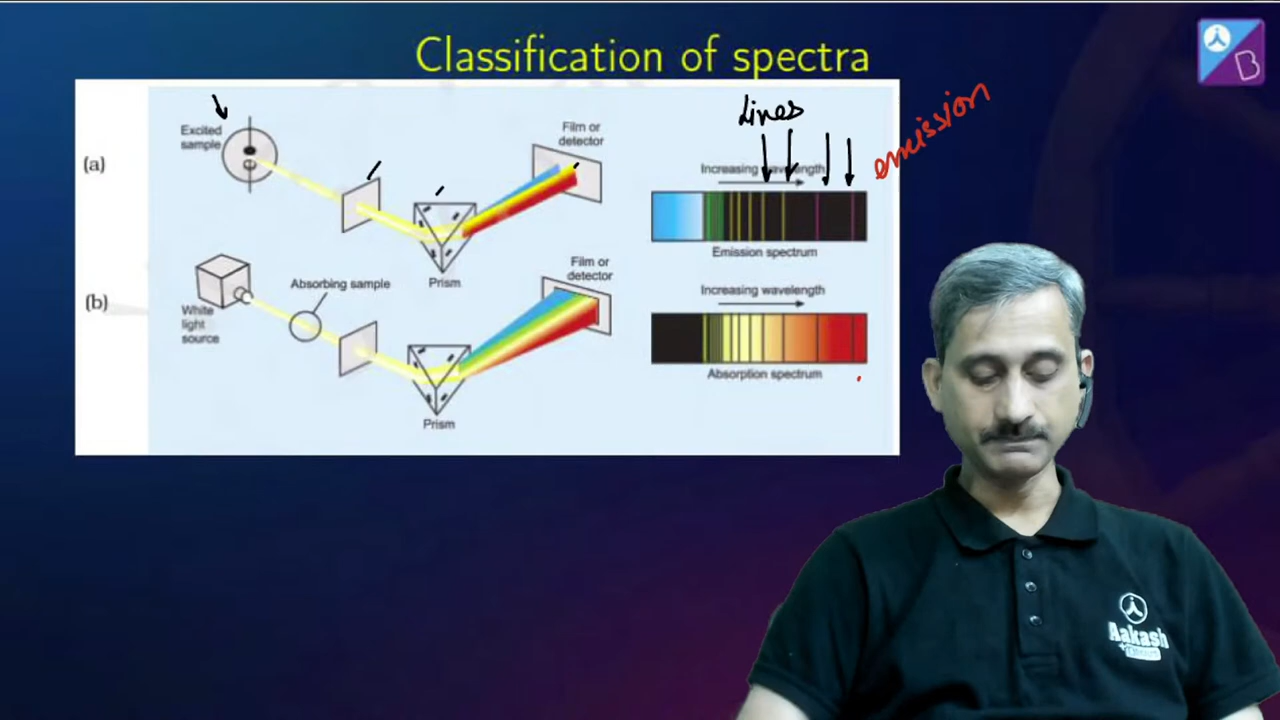 Classification of spectra
(a)
Excited
sample
Film or
detector
Lines
emission
Increasing wavelength
Emission spectrum
Prism
(b)
White
light
source
Absorbing sample
Film or
detector
Increasing wavelength
Absorption spectrum
Prism
B
Aakash